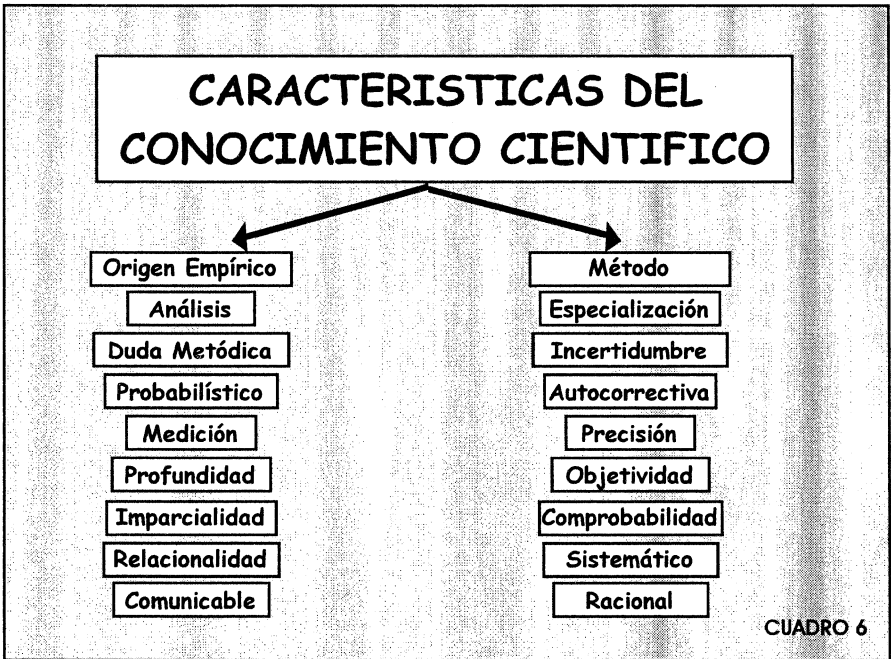 CARACTERISTICAS DEL
CONOCIMIENTO CIENTIFICO
Origen Empírico
Análisis
Duda Metódica
Probabilístico
Medición
Profundidad
Imparcialidad
Relacionalidad
Comunicable
Método
Especialización
Incertidumbre
Autocorrectiva
Precisión
Objetividad
Comprobabilidad
Sistemático
Racional
CUADRO 6